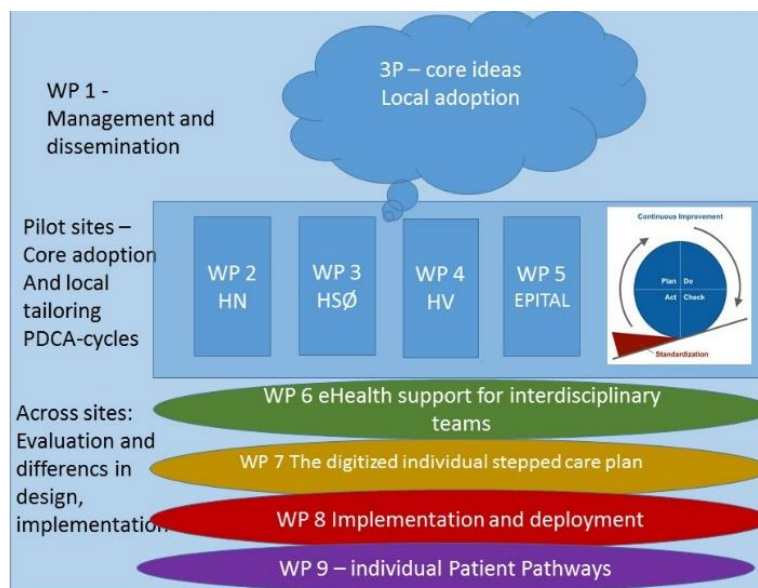 3P – core ideas
Local adoption
WP 1 -
Management and
dissemination
Pilot sites –
Core adoption
And local
tailoring
PDCA-cycles
WP 2
HN
WP 3
HSØ
WP 4
HV
WP 5
EPITAL
Continuous Improvement
Plan
Do
Act
Check
Standardization
Across sites:
Evaluation and
differencs in
design,
implementation
WP 6 eHealth support for interdisciplinary
teams
WP 7 The digitized individual stepped care plan
WP 8 Implementation and deployment
WP 9 – individual Patient Pathways